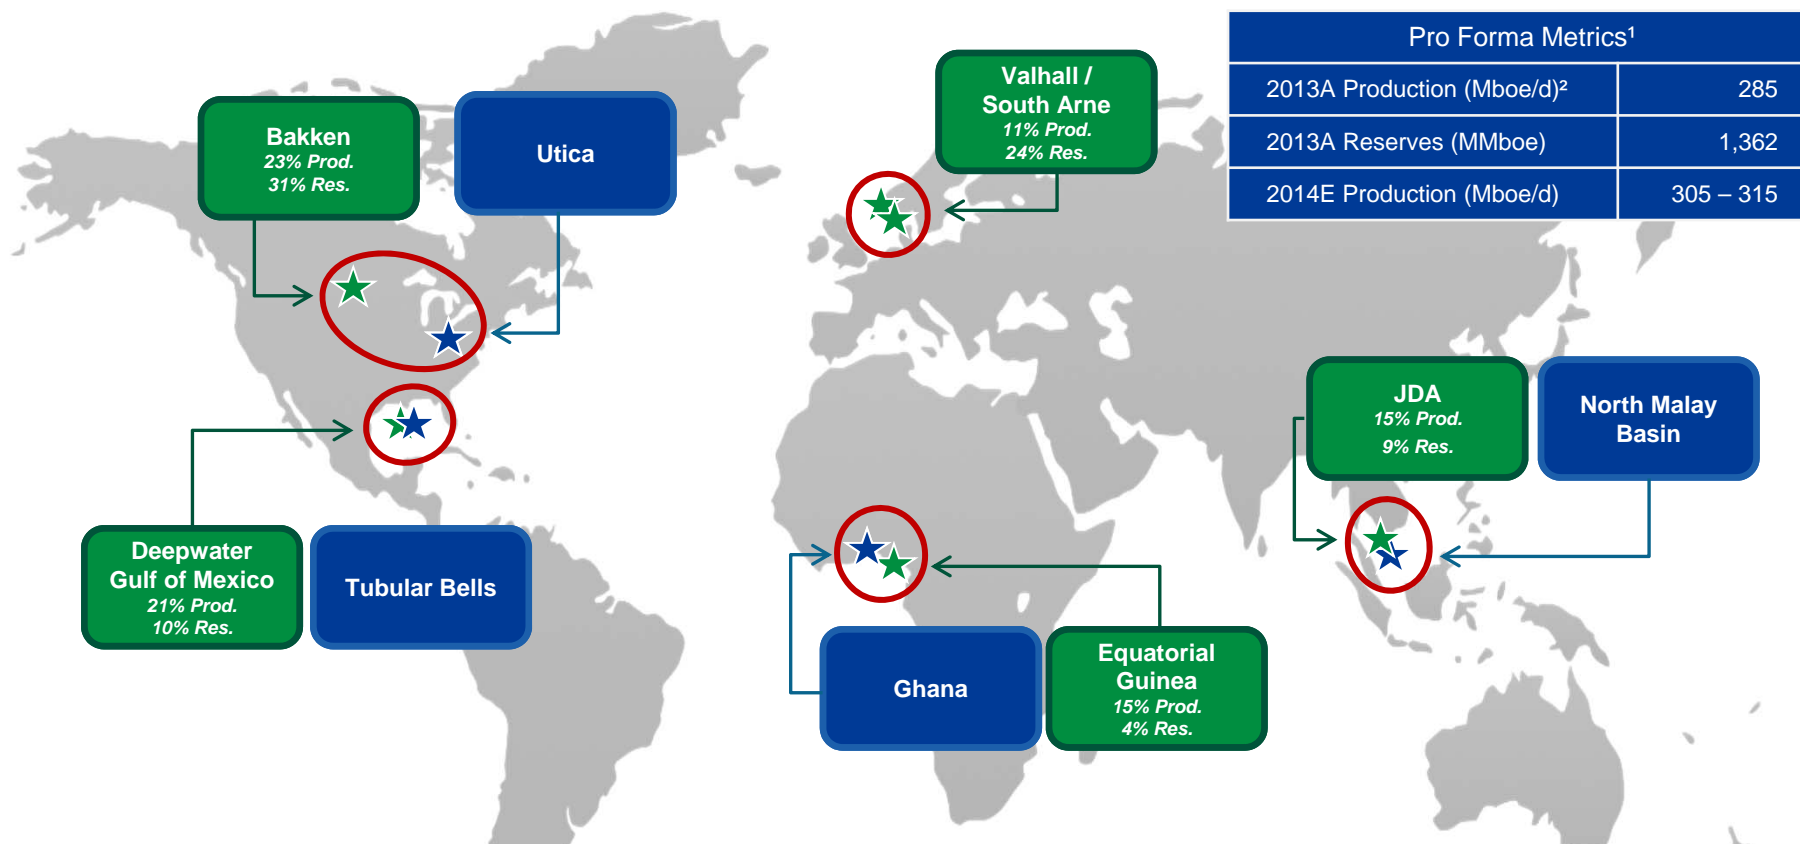 Pro Forma Metrics¹
2013A Production (Mboe/d)² 285
2013A Reserves (MMboe) 1,362
2014E Production (Mboe/d) 305 – 315
Valhall /
South Arne
11% Prod.
24% Res.
Bakken
23% Prod.
31% Res.
Utica
JDA
15% Prod.
9% Res.
North Malay
Basin
Deepwater
Gulf of Mexico
21% Prod.
10% Res.
Tubular Bells
Ghana
Equatorial
Guinea
15% Prod.
4% Res.